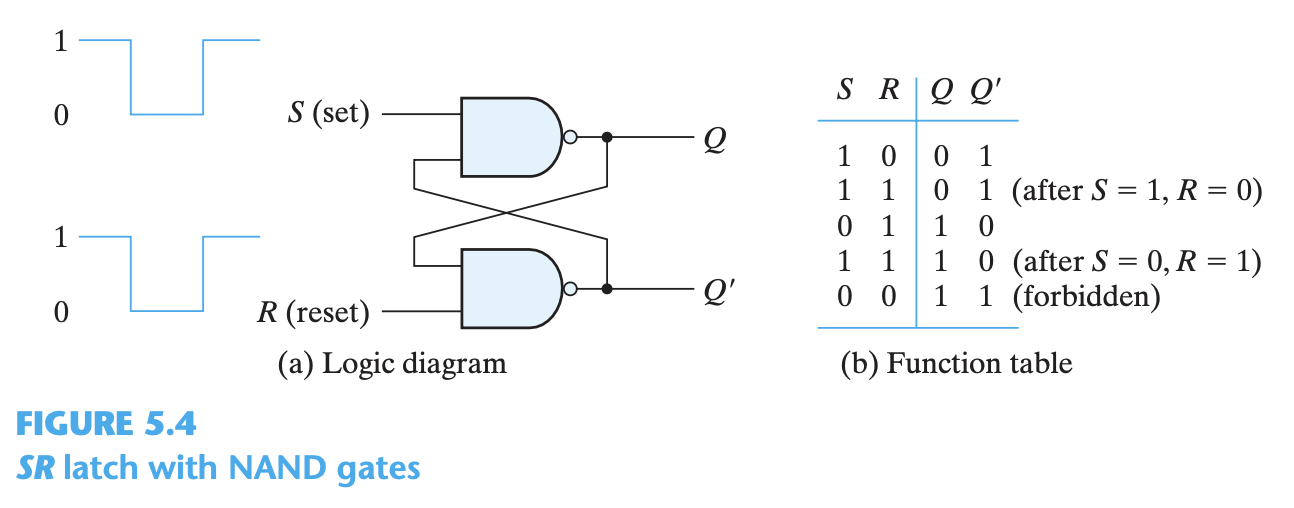 1
0
S (set)
Q
1
0
R (reset)
Q′
(a) Logic diagram
S R Q Q′
1 0 0 1
1 1 0 1 (after S = 1, R = 0)
0 1 1 0
1 1 1 0 (after S = 0, R = 1)
0 0 1 1 (forbidden)
(b) Function table
FIGURE 5.4
SR latch with NAND gates